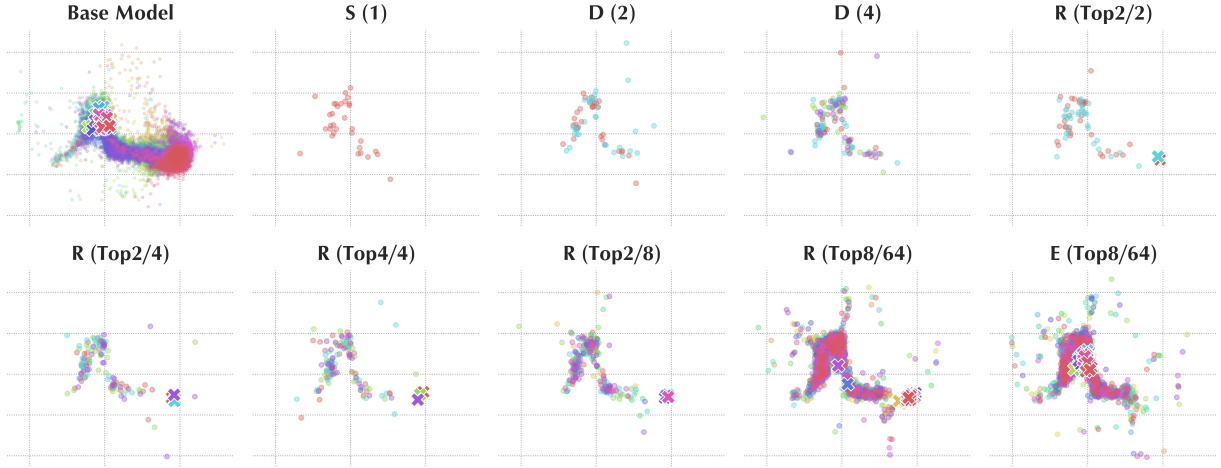 Base Model
S (1)
D (2)
D (4)
R (Top2/2)
R (Top2/4)
R (Top4/4)
R (Top2/8)
R (Top8/64)
E (Top8/64)